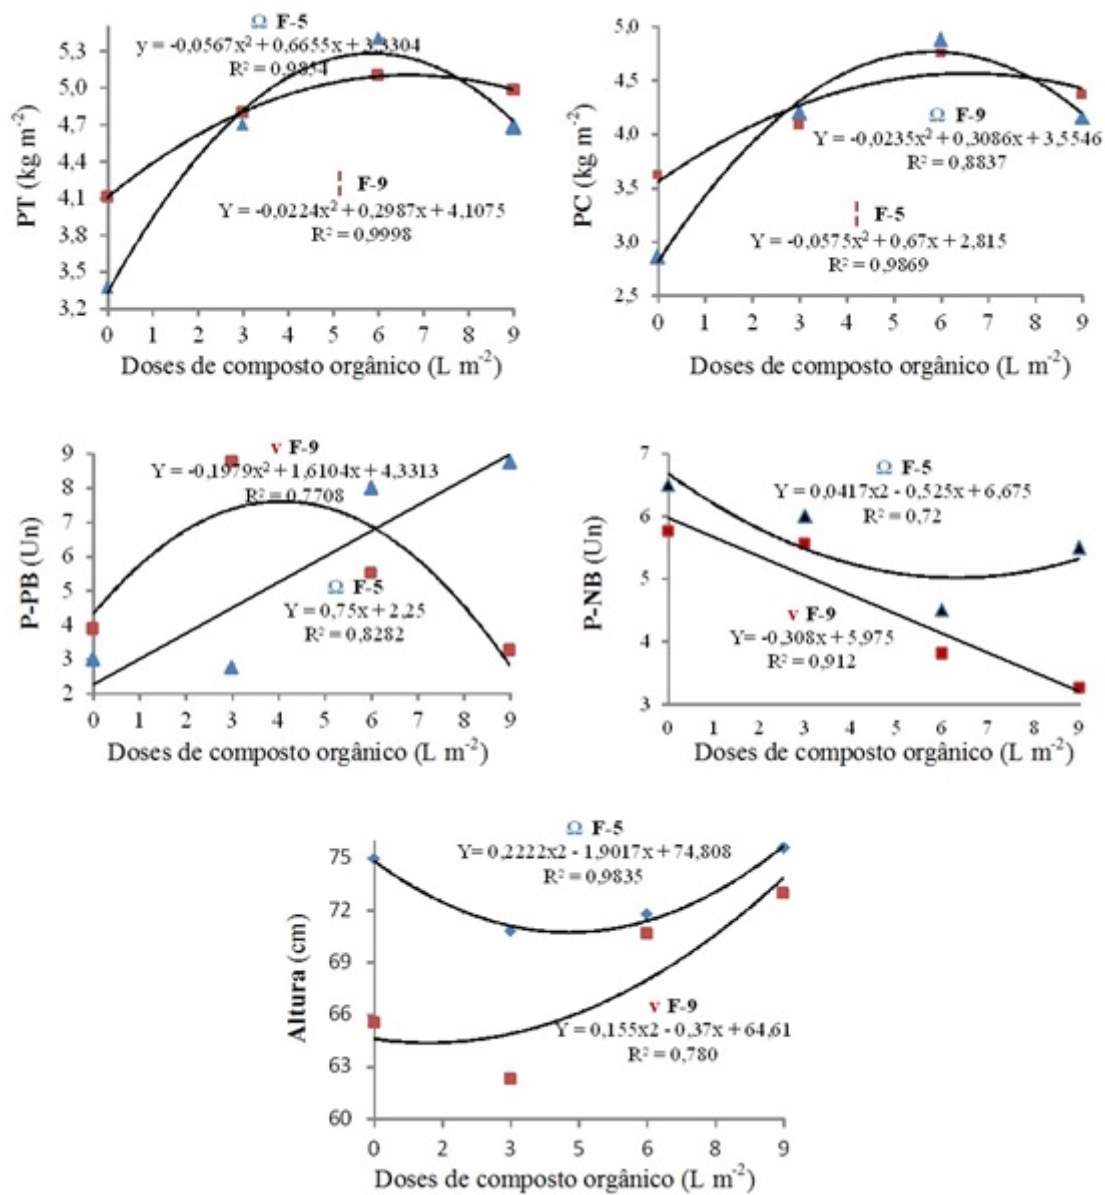 Ω F-5
y = -0,0567x² + 0,6655x + 3,3304
R² = 0,9854
5,3
5,0
4,7
4,4
4,1
3,8
3,5
3,2
PT (kg m⁻²)
F-9
Y = -0,0224x² + 0,2987x + 4,1075
R² = 0,9998
0 1 2 3 4 5 6 7 8 9
Doses de composto orgânico (L m⁻²)
5,0
4,5
4,0
3,5
3,0
2,5
PC (kg m⁻²)
Ω F-9
Y = -0,0235x² + 0,3086x + 3,5546
R² = 0,8837
F-5
Y = -0,0575x² + 0,67x + 2,815
R² = 0,9869
0 1 2 3 4 5 6 7 8 9
Doses de composto orgânico (L m⁻²)
v F-9
Y = -0,1979x² + 1,6104x + 4,3313
R² = 0,7708
9
8
7
6
5
4
3
2
P-PB (Un)
Ω F-5
Y = 0,75x + 2,25
R² = 0,8282
0 1 2 3 4 5 6 7 8 9
Doses de composto orgânico (L m⁻²)
7
6
5
4
3
P-NB (Un)
Ω F-5
Y = 0,0417x2 - 0,525x + 6,675
R² = 0,72
v F-9
Y= -0,308x + 5,975
R² = 0,912
0 1 2 3 4 5 6 7 8 9
Doses de composto orgânico (L m⁻²)
Ω F-5
Y= 0,2222x2 - 1,9017x + 74,808
R² = 0,9835
75
72
69
66
63
60
Altura (cm)
v F-9
Y = 0,155x2 - 0,37x + 64,61
R² = 0,780
0 2 3 5 6 8 9
Doses de composto orgânico (L m⁻²)